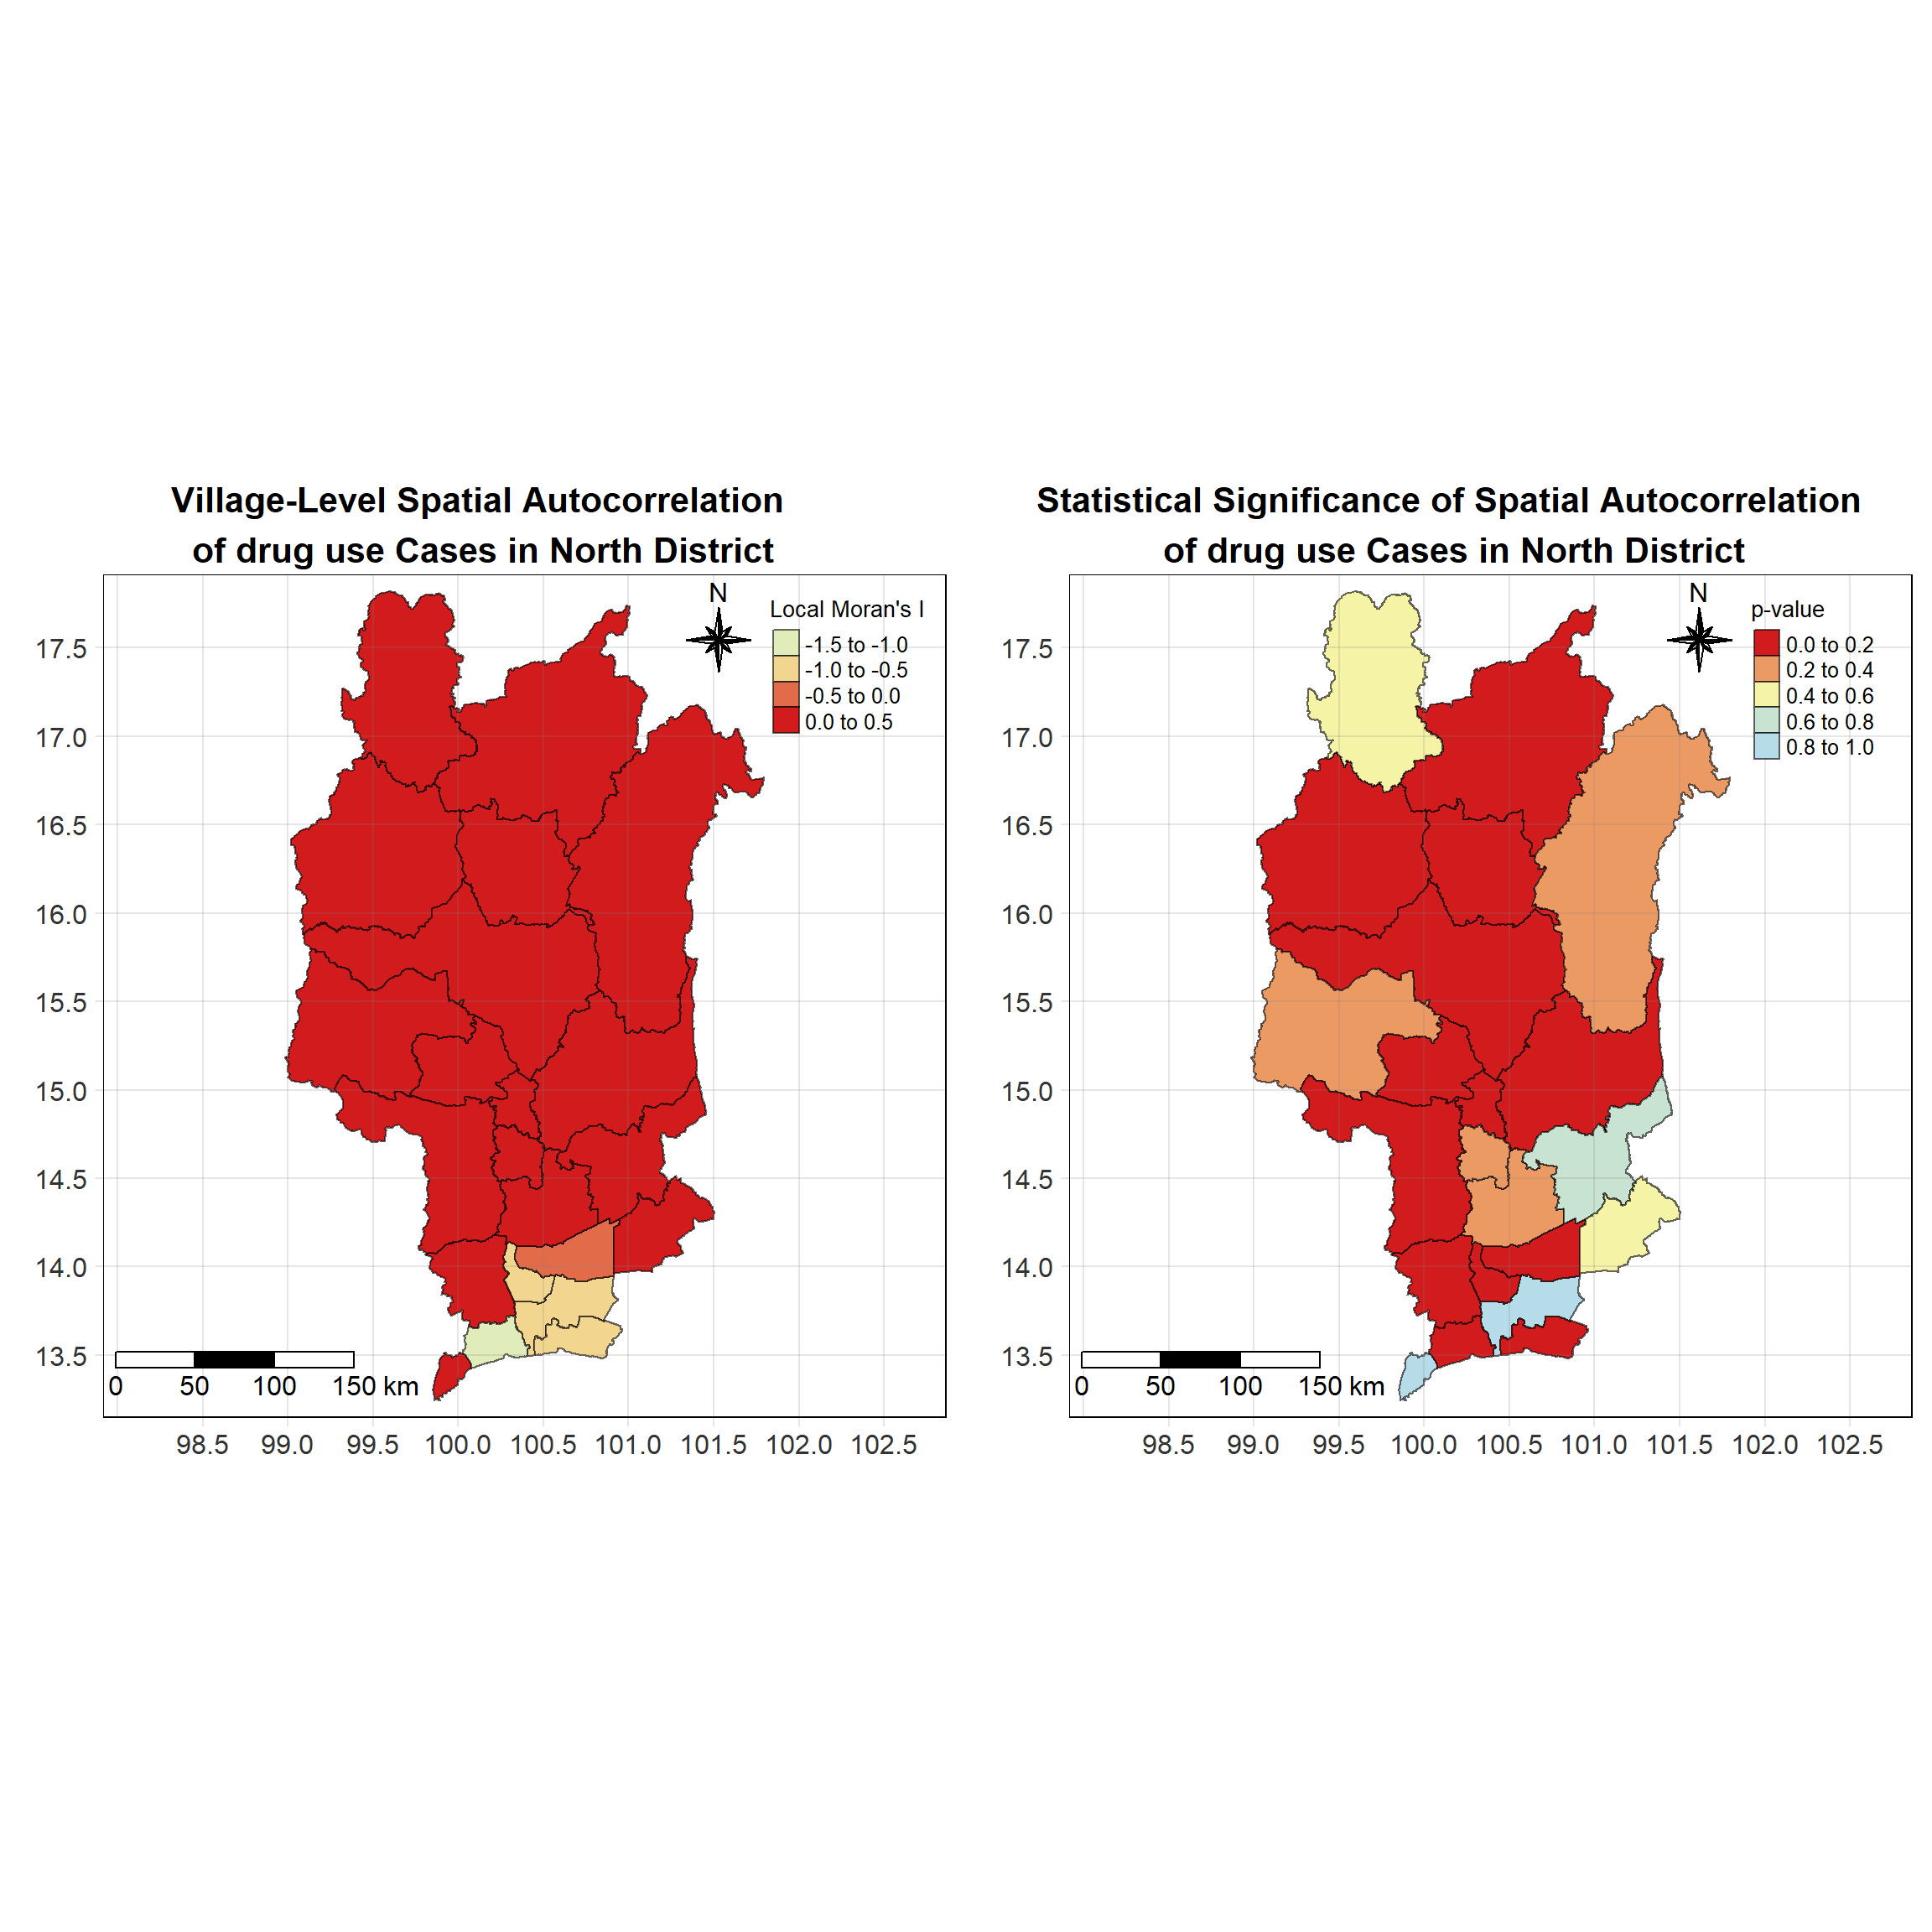 Village-Level Spatial Autocorrelation
of drug use Cases in North District
N
Local Moran's I
-1.5 to -1.0
-1.0 to -0.5
-0.5 to 0.0
0.0 to 0.5
17.5
17.0
16.5
16.0
15.5
15.0
14.5
14.0
13.5
0 50 100 150 km
98.5 99.0 99.5 100.0 100.5 101.0 101.5 102.0 102.5
Statistical Significance of Spatial Autocorrelation
of drug use Cases in North District
N
p-value
0.0 to 0.2
0.2 to 0.4
0.4 to 0.6
0.6 to 0.8
0.8 to 1.0
17.5
17.0
16.5
16.0
15.5
15.0
14.5
14.0
13.5
0 50 100 150 km
98.5 99.0 99.5 100.0 100.5 101.0 101.5 102.0 102.5